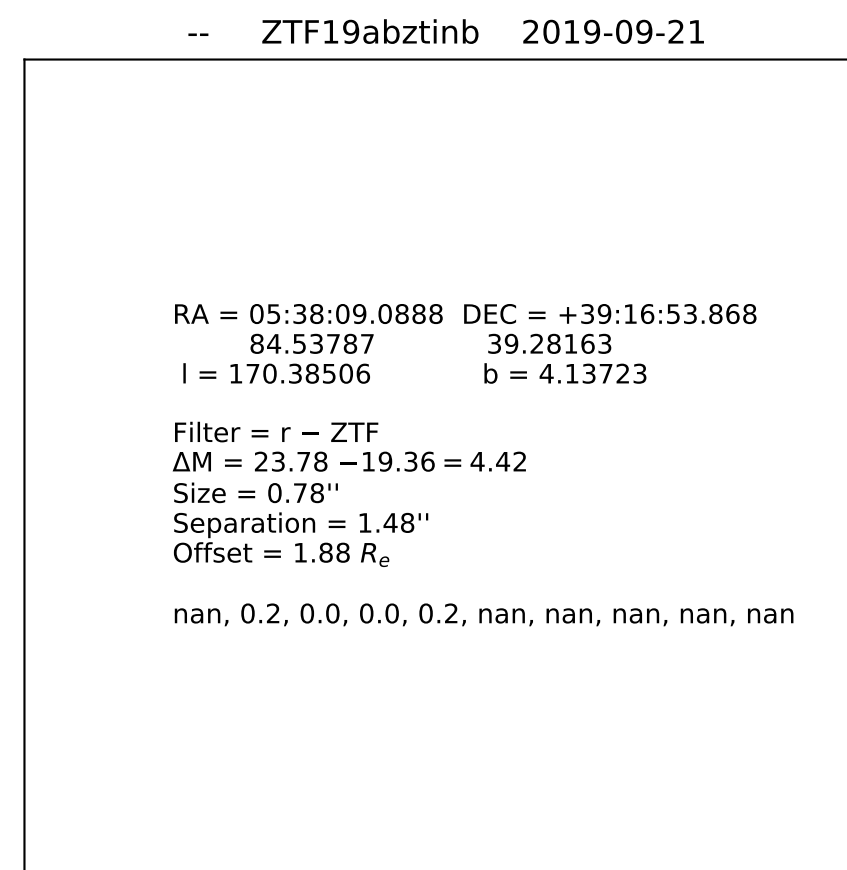 -- ZTF19abztinb 2019-09-21
RA = 05:38:09.0888 DEC = +39:16:53.868
84.53787 39.28163
l = 170.38506 b = 4.13723
Filter = r − ZTF
ΔM = 23.78 −19.36 = 4.42
Size = 0.78''
Separation = 1.48''
Offset = 1.88 Re
nan, 0.2, 0.0, 0.0, 0.2, nan, nan, nan, nan, nan